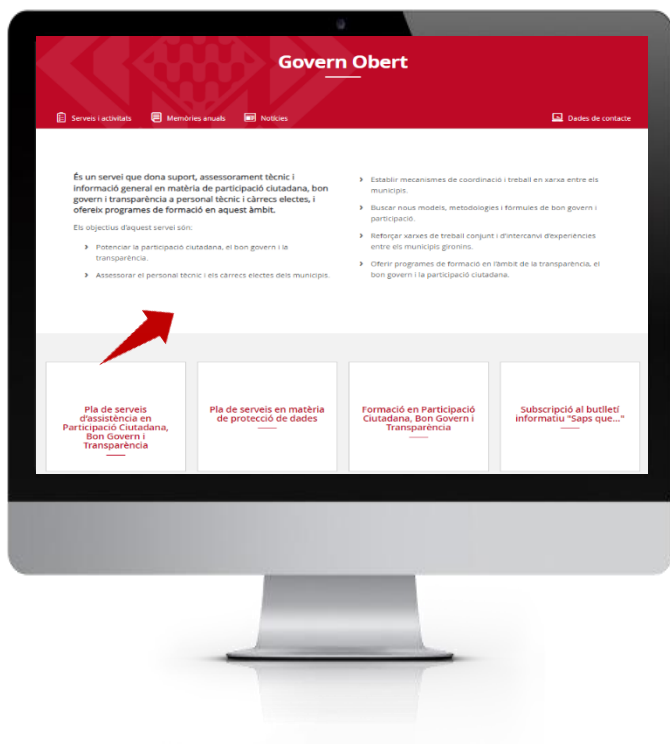 Govern Obert
Serveis i activitats
Memòries anuals
Notícies
Dades de contacte
És un servei que dona suport, assessorament tècnic i
informació general en matèria de participació ciutadana, bon
govern i transparència a personal tècnic i càrrecs electes, i
ofereix programes de formació en aquest àmbit.
Els objectius d'aquest servei són:
Potenciar la participació ciutadana, el bon govern i la
transparència.
Assessorar el personal tècnic i els càrrecs electes dels municipis.
Establir mecanismes de coordinació i treball en xarxa entre els
municipis.
Buscar nous models, metodologies i fórmules de bon govern i
participació.
Reforçar xarxes de treball conjunt i d'intercanvi d'experiències
entre els municipis gironins.
Oferir programes de formació en l'àmbit de la transparència, el
bon govern i la participació ciutadana.
Pla de serveis
d'assistència en
Participació Ciutadana,
Bon Govern i
Transparència
Pla de serveis en matèria
de protecció de dades
Formació en Participació
Ciutadana, Bon Govern i
Transparència
Subscripció al butlletí
informatiu "Saps que..."